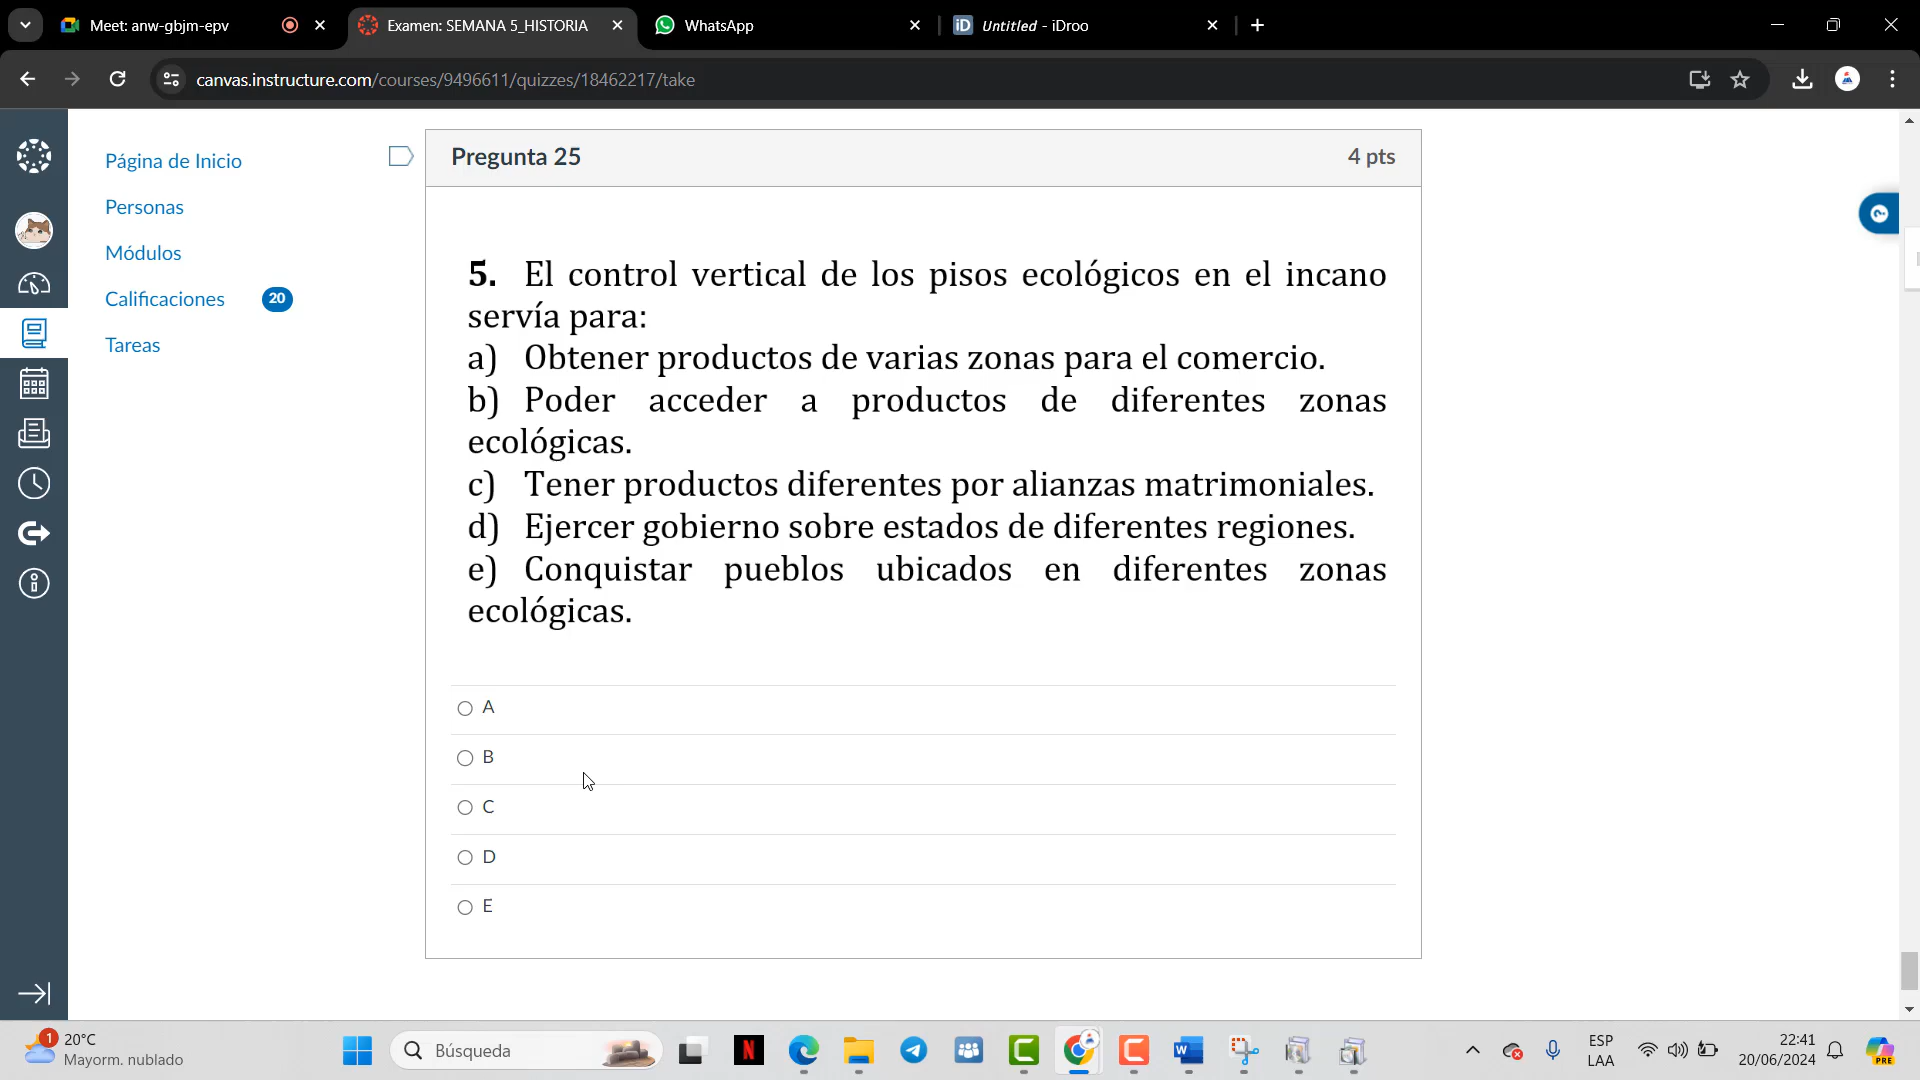 Meet: anw-gbjm-epv
Examen: SEMANA 5_HISTORIA
WhatsApp
iD Untitled - iDroo
canvas.instructure.com/courses/9496611/quizzes/18462217/take
Página de Inicio
Personas
Módulos
Calificaciones 20
Tareas
Pregunta 25 4 pts
5. El control vertical de los pisos ecológicos en el incano
servía para:
a) Obtener productos de varias zonas para el comercio.
b) Poder acceder a productos de diferentes zonas
ecológicas.
c) Tener productos diferentes por alianzas matrimoniales.
d) Ejercer gobierno sobre estados de diferentes regiones.
e) Conquistar pueblos ubicados en diferentes zonas
ecológicas.
A
B
C
D
E
1
20°C
Mayorm. nublado
Búsqueda
N
C
C
W
ESP
LAA
22:41
20/06/2024
PRE